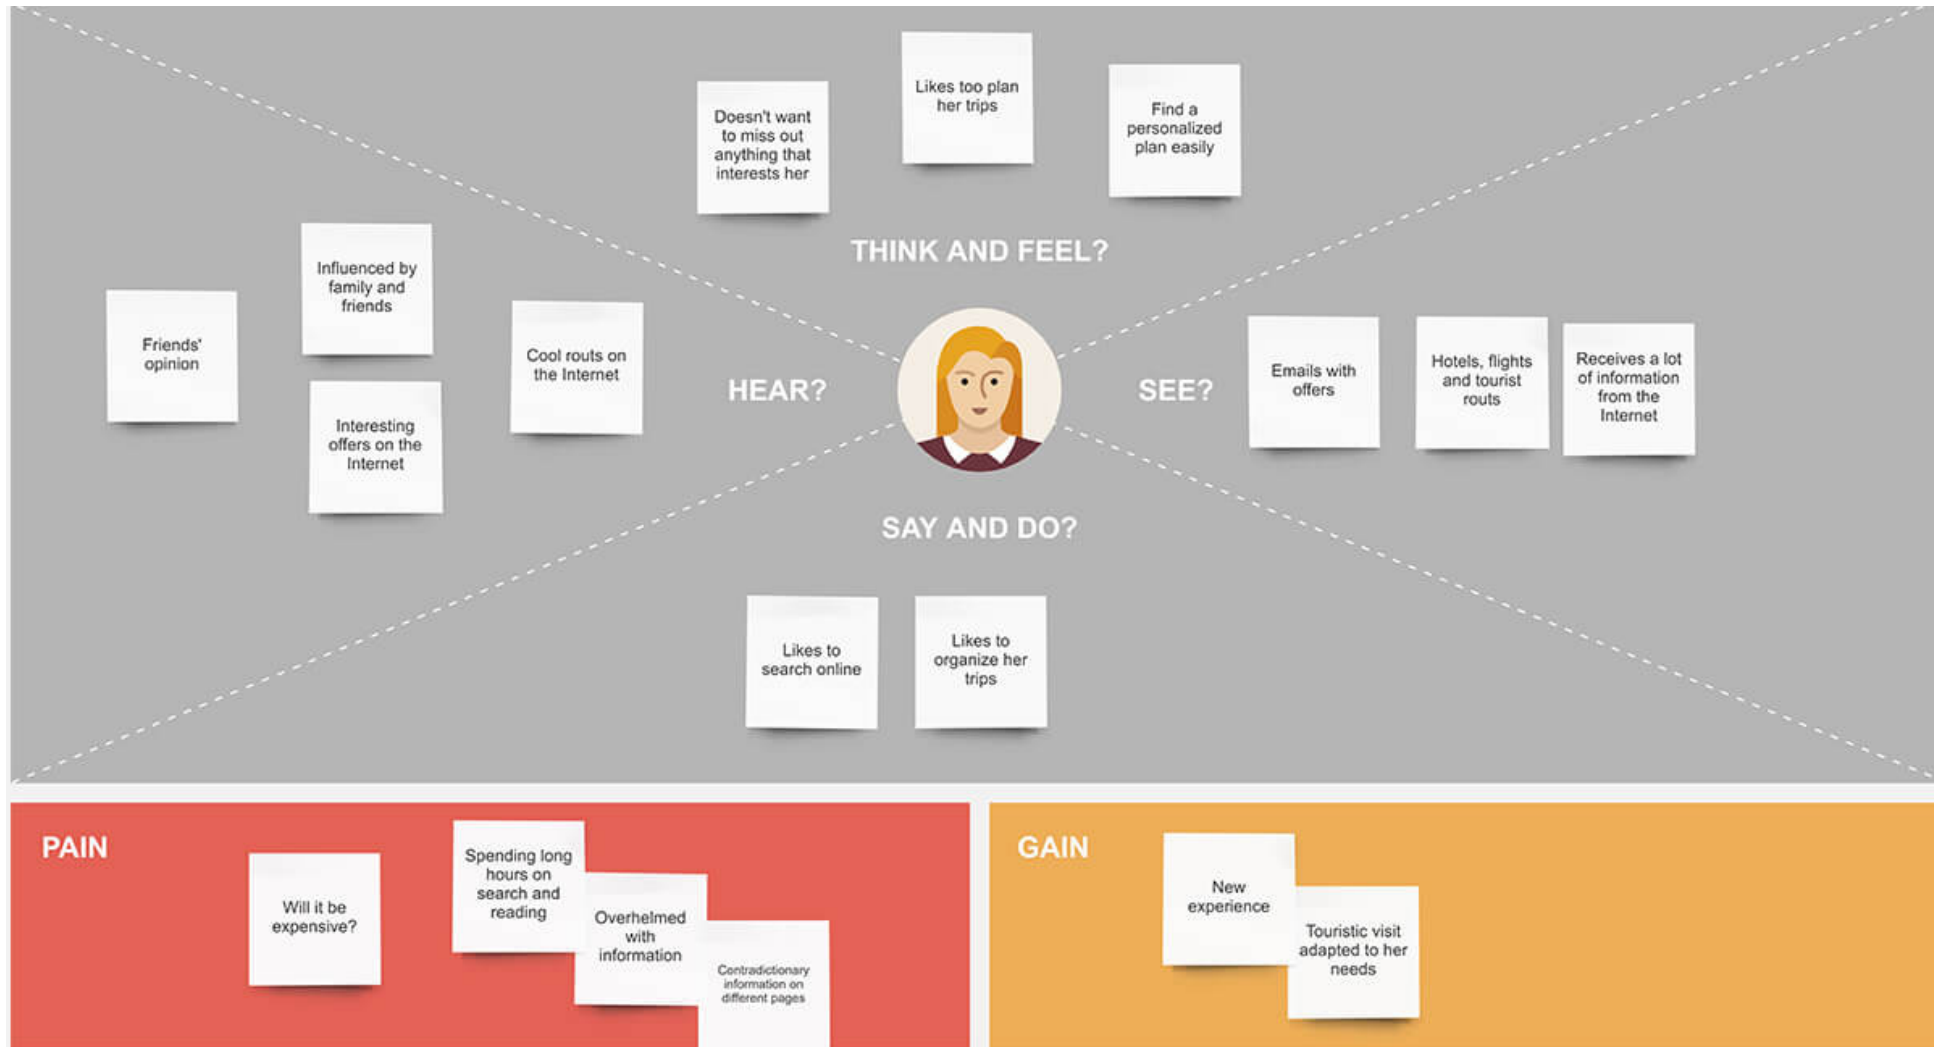 Likes too plan
her trips
Doesn't want
to miss out
anything that
interests her
Find a
personalized
plan easily
THINK AND FEEL?
Friends'
opinion
Influenced by
family and
friends
Interesting
offers on the
Internet
Cool routs on
the Internet
HEAR?
SEE?
Emails with
offers
Hotels, flights
and tourist
routs
Receives a lot
of information
from the
Internet
SAY AND DO?
Likes to
search online
Likes to
organize her
trips
PAIN
Will it be
expensive?
Spending long
hours on
search and
reading
Overhelmed
with
information
Contradictionary
information on
different pages
GAIN
New
experience
Touristic visit
adapted to her
needs